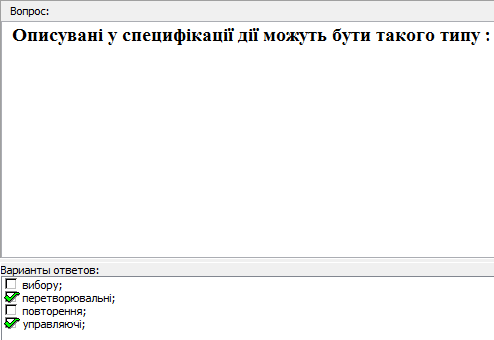 Вопрос:
Описувані у специфікації дії можуть бути такого типу :
Варианты ответов:
вибору;
перетворювальні;
повторення;
управляючі;